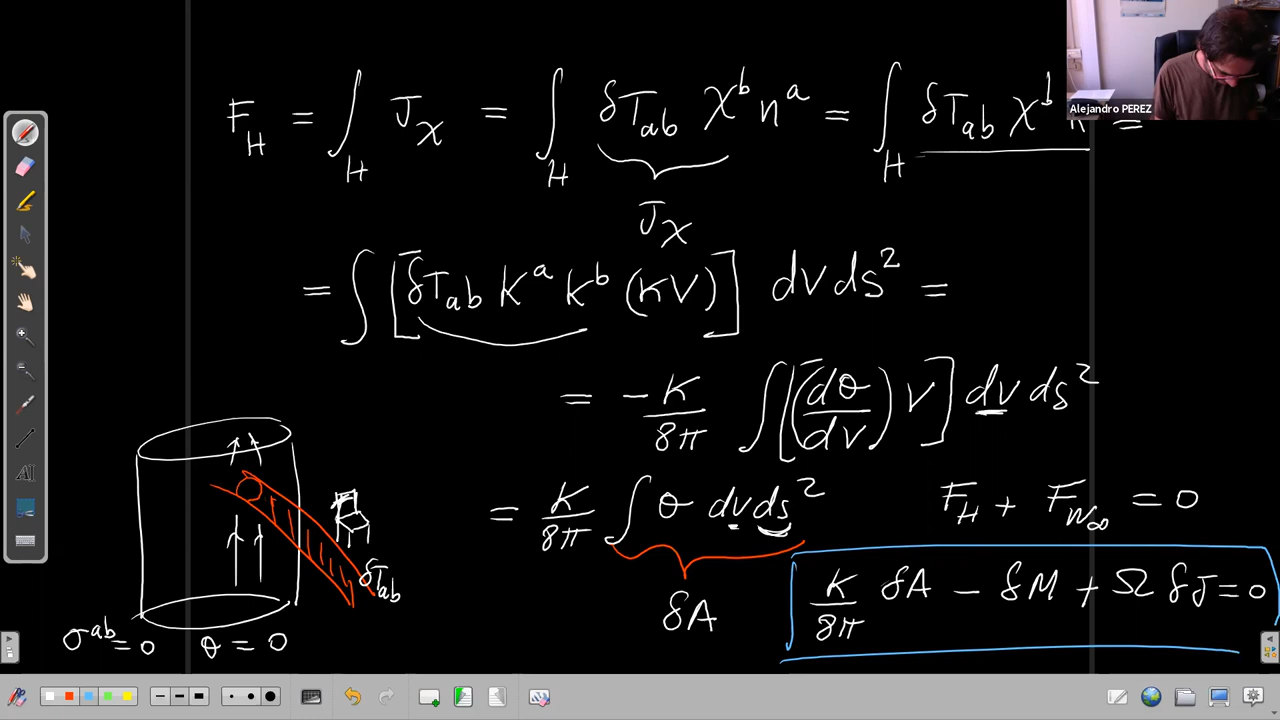 F_H = ∫_H J_χ = ∫_H δT_ab χ^b n^a = ∫_H δT_ab χ^b k =
J_χ
Alejandro PEREZ
= ∫ [δT_ab k^a k^b (κV)] dv ds² =
= - κ/8π ∫ [(dθ/dv) V] dv ds²
= κ/8π ∫ θ dv ds²
F_H + F_W∞ = 0
δA
κ/8π δA - δM + Ω δJ = 0
δT_ab
σ^ab = 0 θ = 0